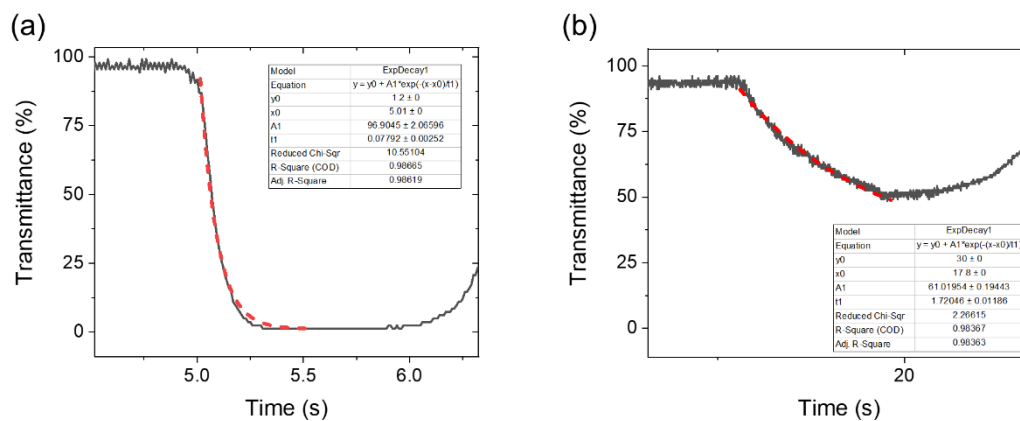 (a)
Transmittance (%)
100
75
50
25
0
Model ExpDecay1
Equation y = y0 + A1*exp(-(x-x0)/t1)
y0 1.2 ± 0
x0 5.01 ± 0
A1 96.9045 ± 2.06596
t1 0.07792 ± 0.00252
Reduced Chi-Sqr 10.55104
R-Square (COD) 0.98665
Adj. R-Square 0.98619
5.0 5.5 6.0
Time (s)
(b)
Transmittance (%)
100
75
50
25
0
Model ExpDecay1
Equation y = y0 + A1*exp(-(x-x0)/t1)
y0 30 ± 0
x0 17.8 ± 0
A1 61.01954 ± 0.19443
t1 1.72046 ± 0.01186
Reduced Chi-Sqr 2.26615
R-Square (COD) 0.98367
Adj. R-Square 0.98363
20
Time (s)